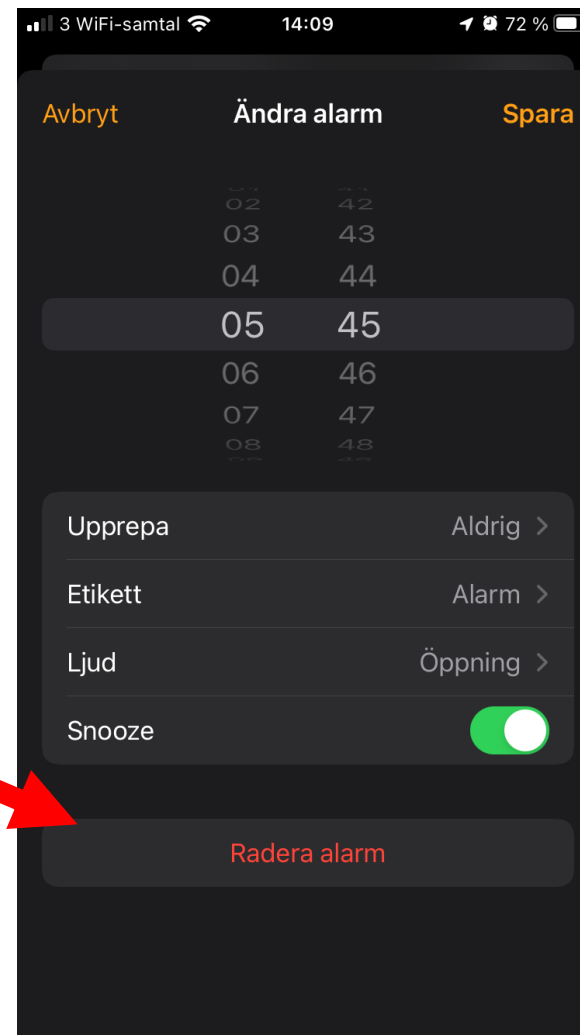 3 WiFi-samtal 14:09 72 %
Avbryt Ändra alarm Spara
02 42
03 43
04 44
05 45
06 46
07 47
08 48
Upprepa Aldrig >
Etikett Alarm >
Ljud Öppning >
Snooze
Radera alarm